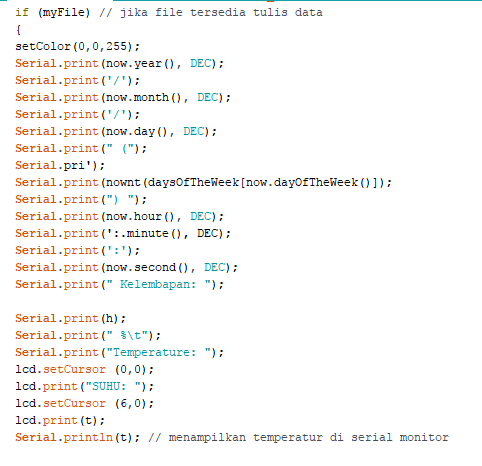 if (myFile) // jika file tersedia tulis data
{
setColor(0,0,255);
Serial.print(now.year(), DEC);
Serial.print('/');
Serial.print(now.month(), DEC);
Serial.print('/');
Serial.print(now.day(), DEC);
Serial.print(" (");
Serial.pri');
Serial.print(nownt(daysOfTheWeek[now.dayOfTheWeek()]);
Serial.print(") ");
Serial.print(now.hour(), DEC);
Serial.print(':.minute(), DEC);
Serial.print(':');
Serial.print(now.second(), DEC);
Serial.print(" Kelembapan: ");

Serial.print(h);
Serial.print(" %\t");
Serial.print("Temperature: ");
lcd.setCursor (0,0);
lcd.print("SUHU: ");
lcd.setCursor (6,0);
lcd.print(t);
Serial.println(t); // menampilkan temperatur di serial monitor